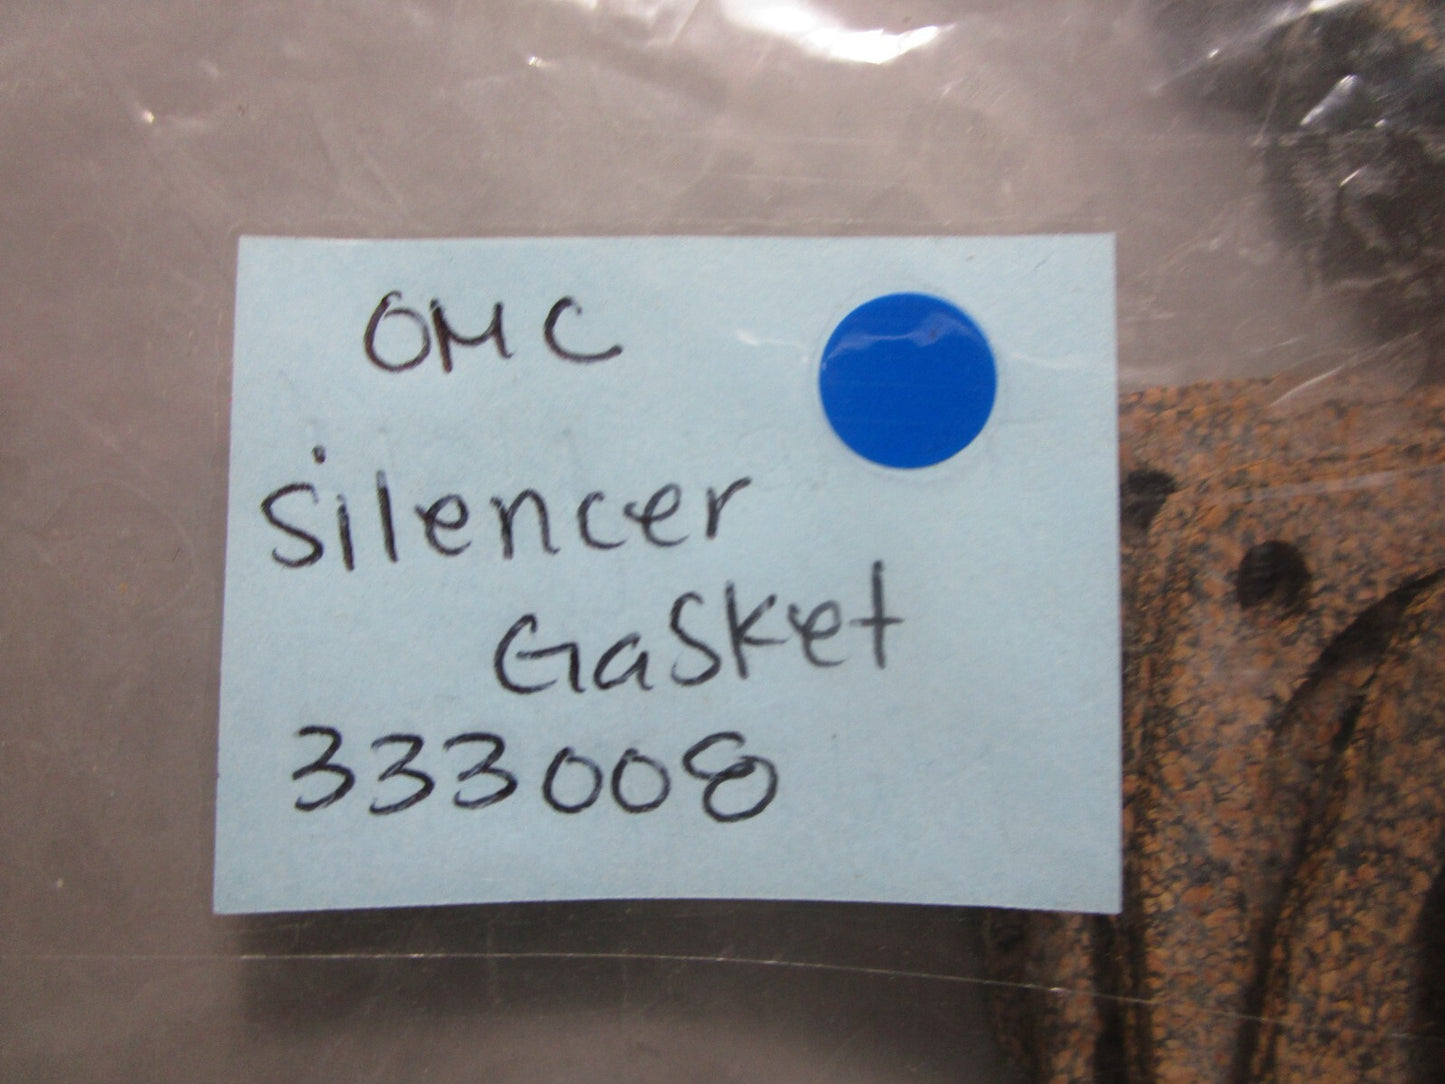 OMC
Silencer
Gasket
333008